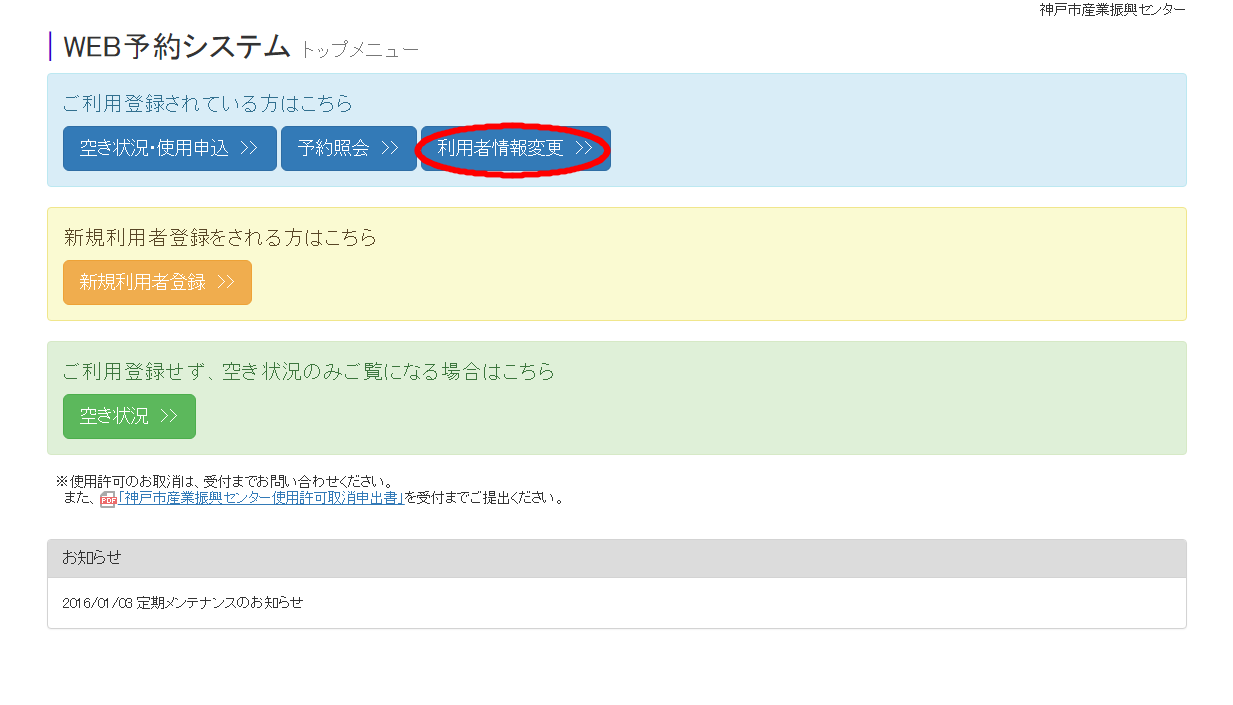 神戸市産業振興センター
WEB予約システム トップメニュー
ご利用登録されている方はこちら
空き状況・使用申込 >> 予約照会 >> 利用者情報変更 >>
新規利用者登録をされる方はこちら
新規利用者登録 >>
ご利用登録せず、空き状況のみご覧になる場合はこちら
空き状況 >>
※使用許可のお取消は、受付までお問い合わせください。
また、PDF「神戸市産業振興センター使用許可取消申出書」を受付までご提出ください。
お知らせ
2016/01/03 定期メンテナンスのお知らせ